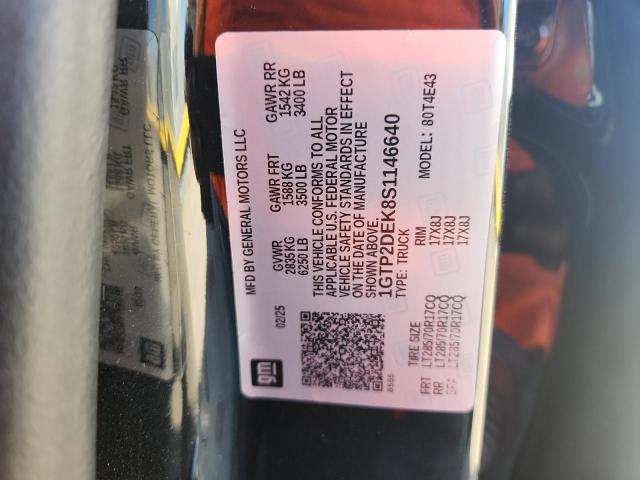 MFD BY GENERAL MOTORS LLC
02/25
GVWR GAWR FRT GAWR RR
2835 KG 1588 KG 1542 KG
6250 LB 3500 LB 3400 LB
THIS VEHICLE CONFORMS TO ALL
APPLICABLE U.S. FEDERAL MOTOR
VEHICLE SAFETY STANDARDS IN EFFECT
ON THE DATE OF MANUFACTURE
SHOWN ABOVE.
1GTP2DEK8S1146640
TYPE: TRUCK MODEL: 80T4E43
gm
8555
TIRE SIZE RIM
FRT LT285/70R17CQ 17X8J
RR LT285/70R17CQ 17X8J
SPA LT285/70R17CQ 17X8J